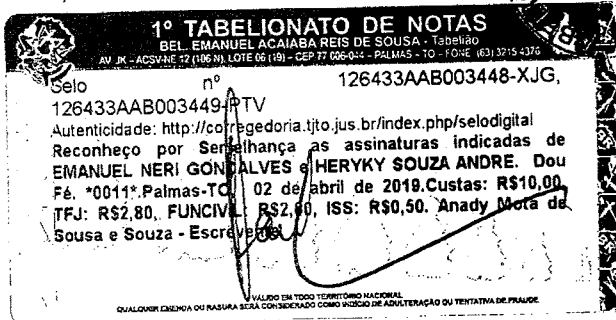 1º TABELIONATO DE NOTAS
BEL. EMANUEL ACAIABA REIS DE SOUSA - Tabelião
AV. JK - ACSV-NE 12 (106 N), LOTE 06 (19) - CEP 77 006-044 - PALMAS - TO - FONE (63) 3215 4376
Selo nº 126433AAB003448-XJG,
126433AAB003449-PTV
Autenticidade: http://corregedoria.tjto.jus.br/index.php/selodigital
Reconheço por Semelhança as assinaturas indicadas de
EMANUEL NERI GONÇALVES e HERYKY SOUZA ANDRE. Dou
Fé. *0011*.Palmas-TO, 02 de abril de 2019.Custas: R$10,00,
TFJ: R$2,80, FUNCIVIL: R$2,00, ISS: R$0,50. Anady Mota de
Sousa e Souza - Escrevente
VÁLIDO EM TODO TERRITÓRIO NACIONAL
QUALQUER EMENDA OU RASURA SERÁ CONSIDERADO COMO INDÍCIO DE ADULTERAÇÃO OU TENTATIVA DE FRAUDE